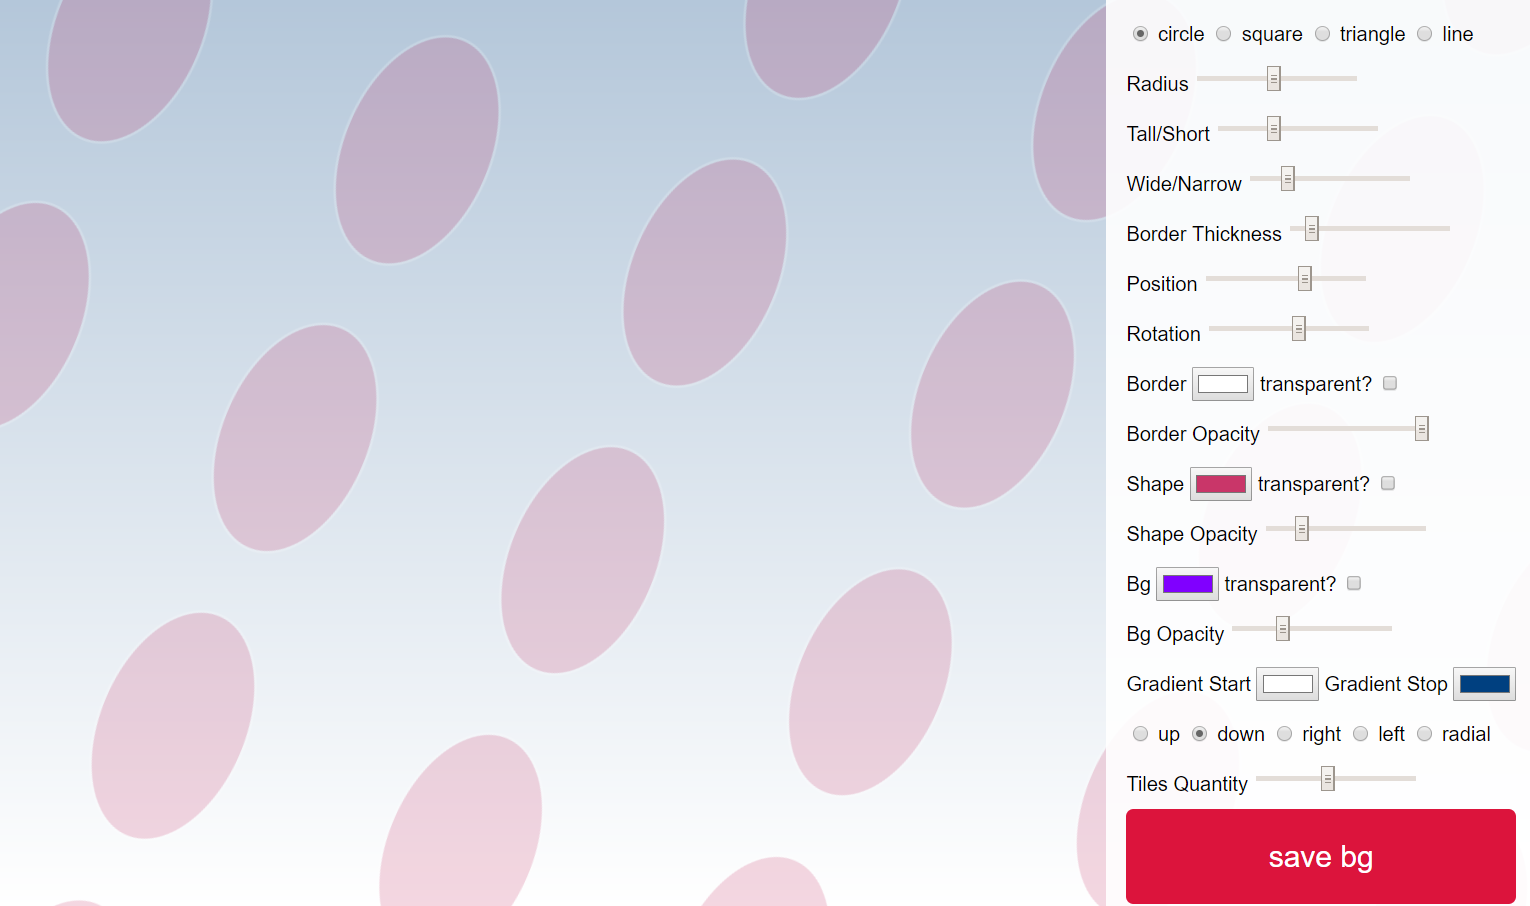 circle square triangle line
Radius
Tall/Short
Wide/Narrow
Border Thickness
Position
Rotation
Border transparent?
Border Opacity
Shape transparent?
Shape Opacity
Bg transparent?
Bg Opacity
Gradient Start Gradient Stop
up down right left radial
Tiles Quantity
save bg